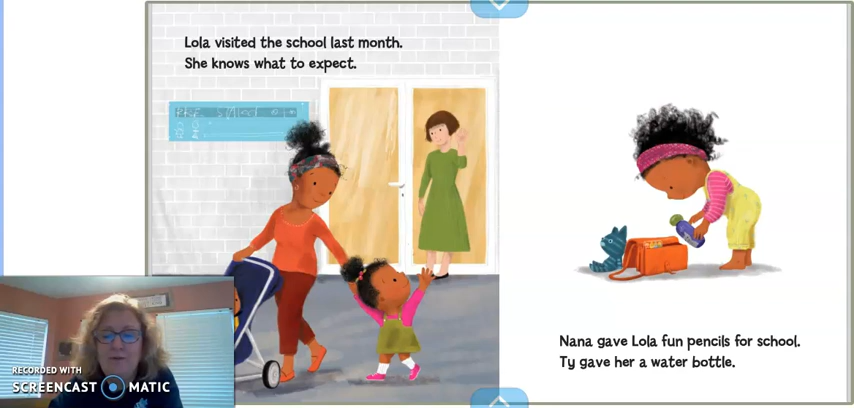 Lola visited the school last month.
She knows what to expect.
Nana gave Lola fun pencils for school.
Ty gave her a water bottle.
RECORDED WITH
SCREENCAST MATIC